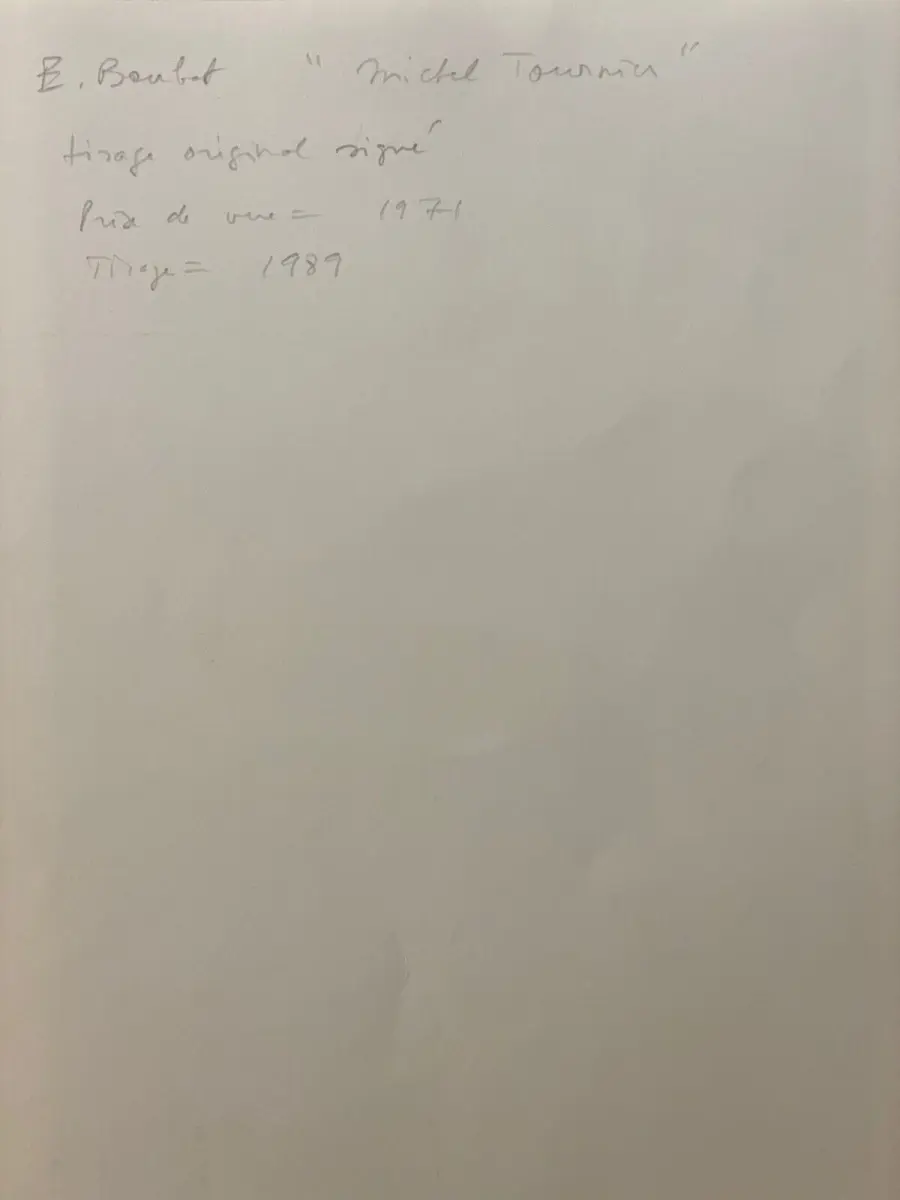 E. Boubat " Michel Tournier "
tirage original signé
Prise de vue = 1971
Tirage = 1989